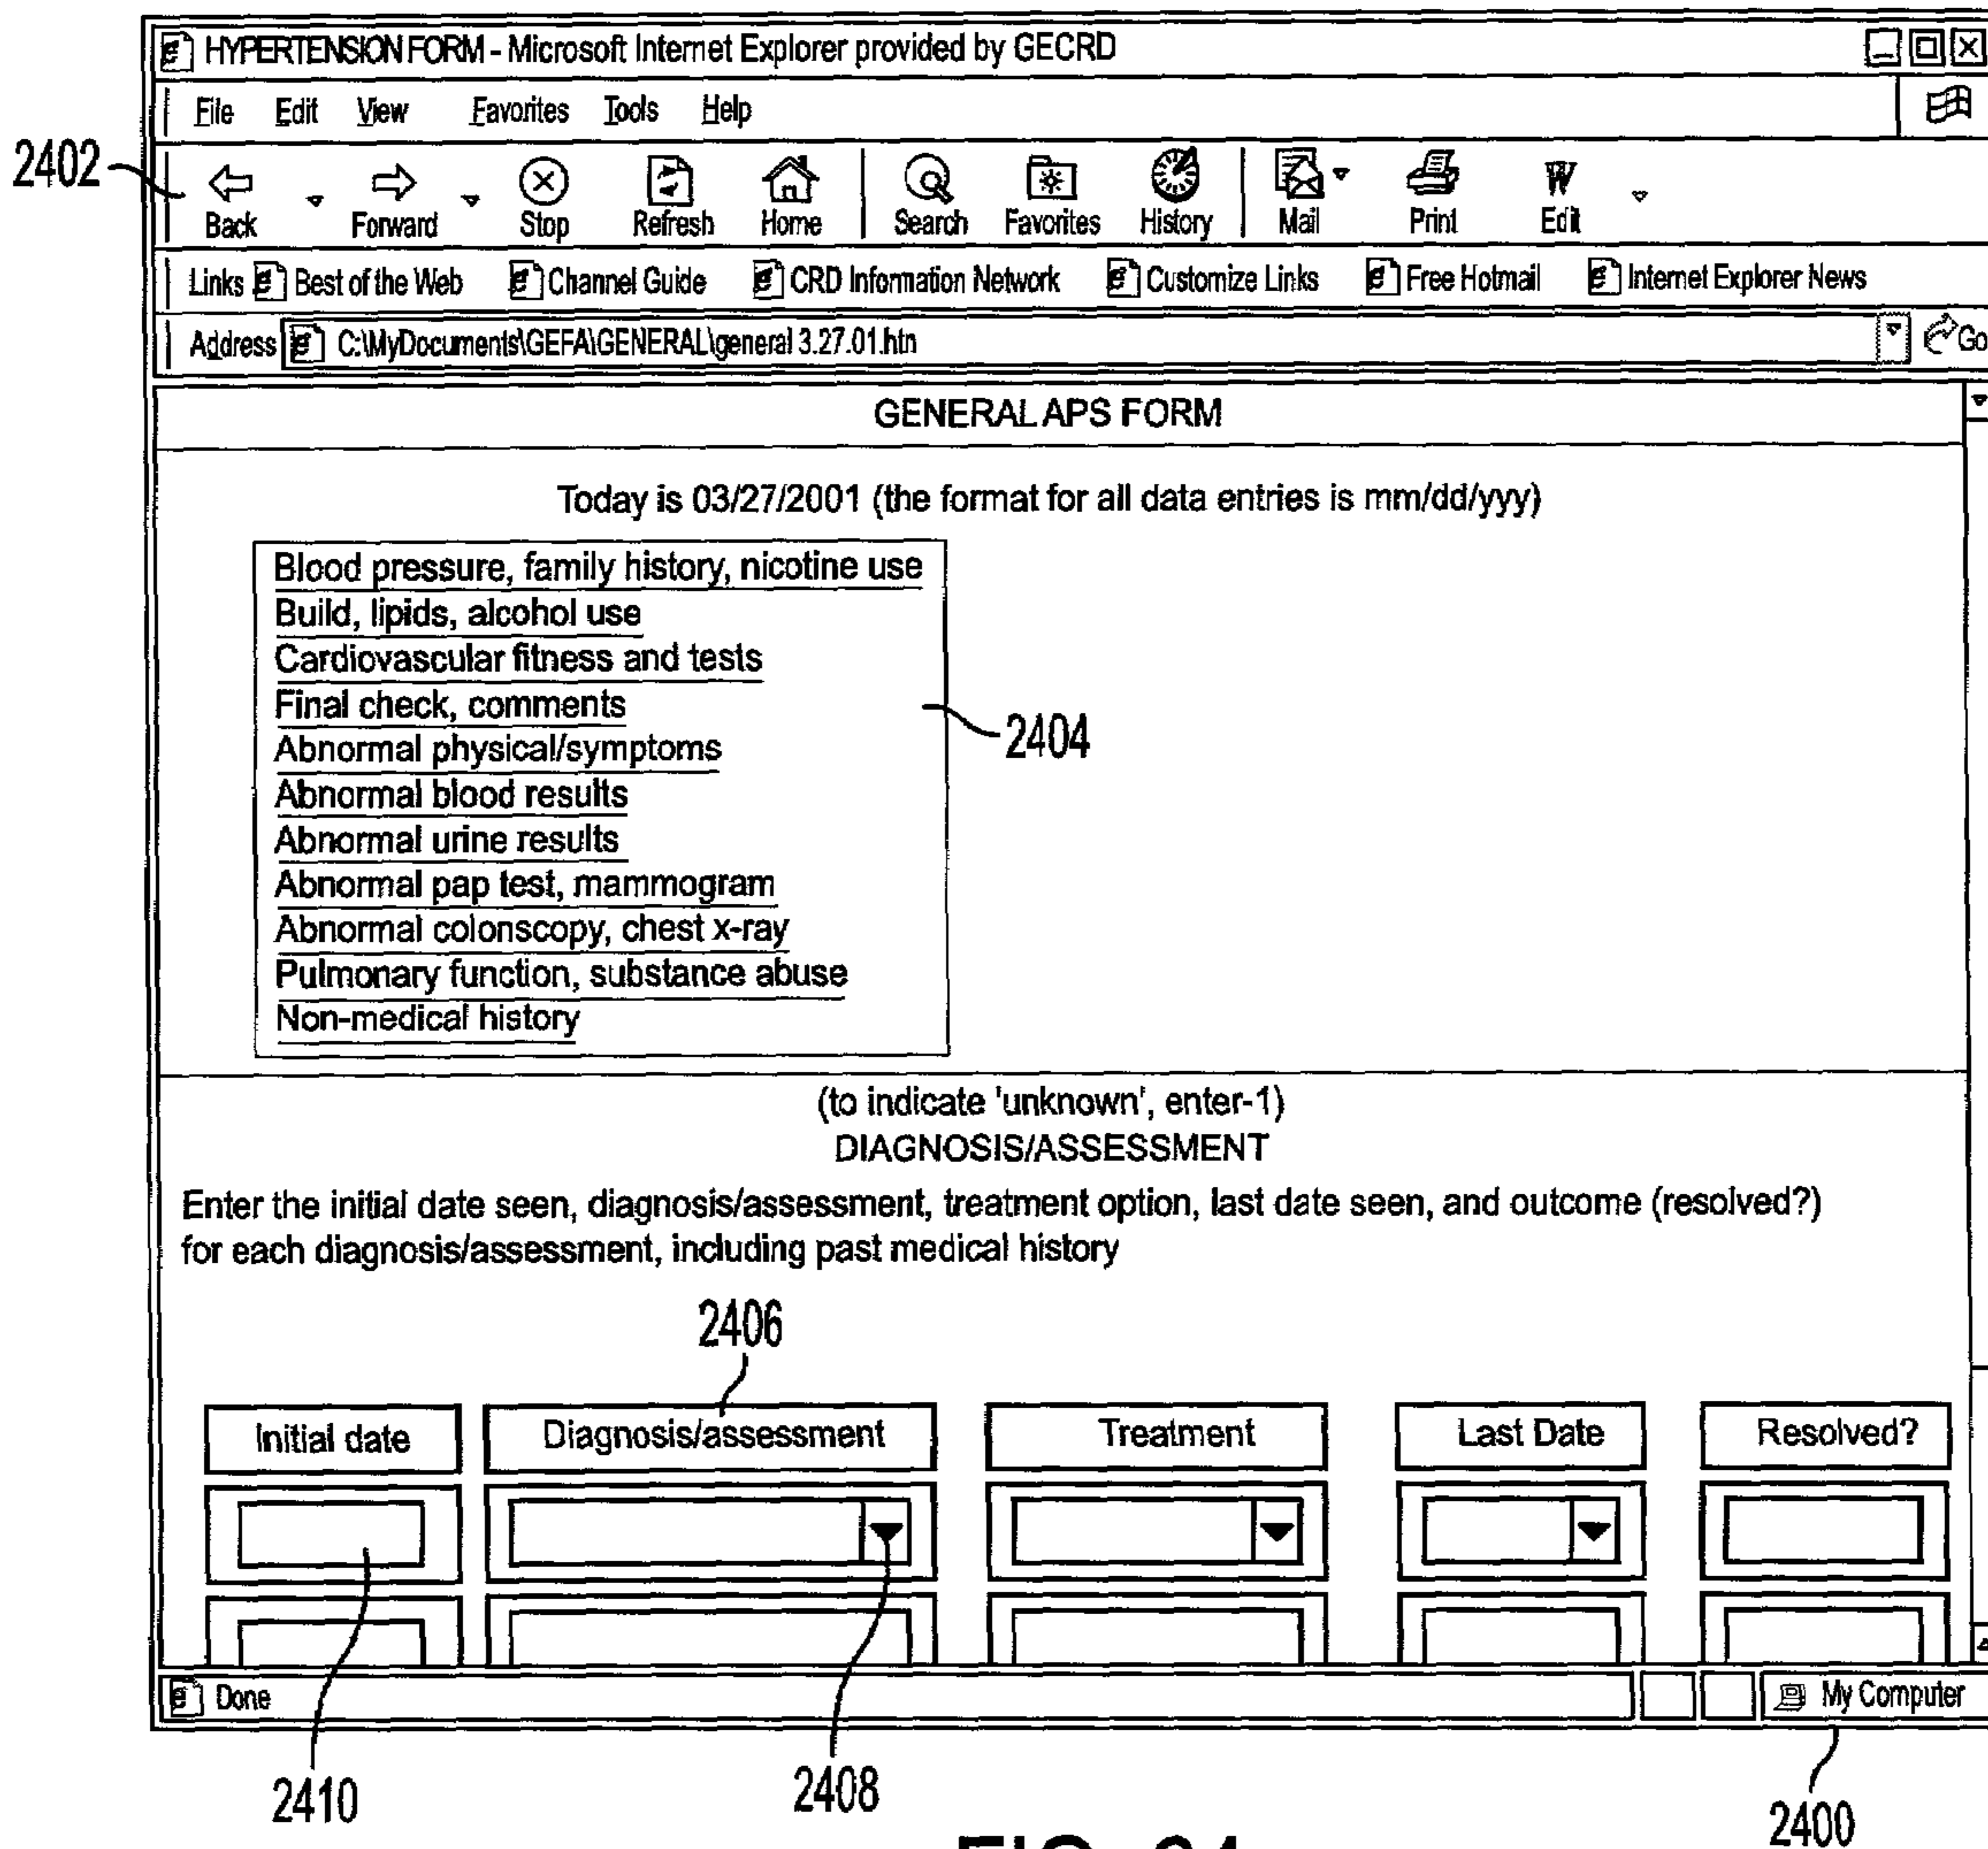 HYPERTENSION FORM - Microsoft Internet Explorer provided by GECRD
File Edit View Favorites Tools Help
2402
Back Forward Stop Refresh Home Search Favorites History Mail Print Edit
Links Best of the Web Channel Guide CRD Information Network Customize Links Free Hotmail Internet Explorer News
Address C:\MyDocuments\GEFA\GENERAL\general 3.27.01.htn Go
GENERAL APS FORM
Today is 03/27/2001 (the format for all data entries is mm/dd/yyy)
Blood pressure, family history, nicotine use
Build, lipids, alcohol use
Cardiovascular fitness and tests
Final check, comments
2404
Abnormal physical/symptoms
Abnormal blood results
Abnormal urine results
Abnormal pap test, mammogram
Abnormal colonscopy, chest x-ray
Pulmonary function, substance abuse
Non-medical history
(to indicate 'unknown', enter-1)
DIAGNOSIS/ASSESSMENT
Enter the initial date seen, diagnosis/assessment, treatment option, last date seen, and outcome (resolved?)
for each diagnosis/assessment, including past medical history
2406
Initial date Diagnosis/assessment Treatment Last Date Resolved?
Done My Computer
2410 2408 2400